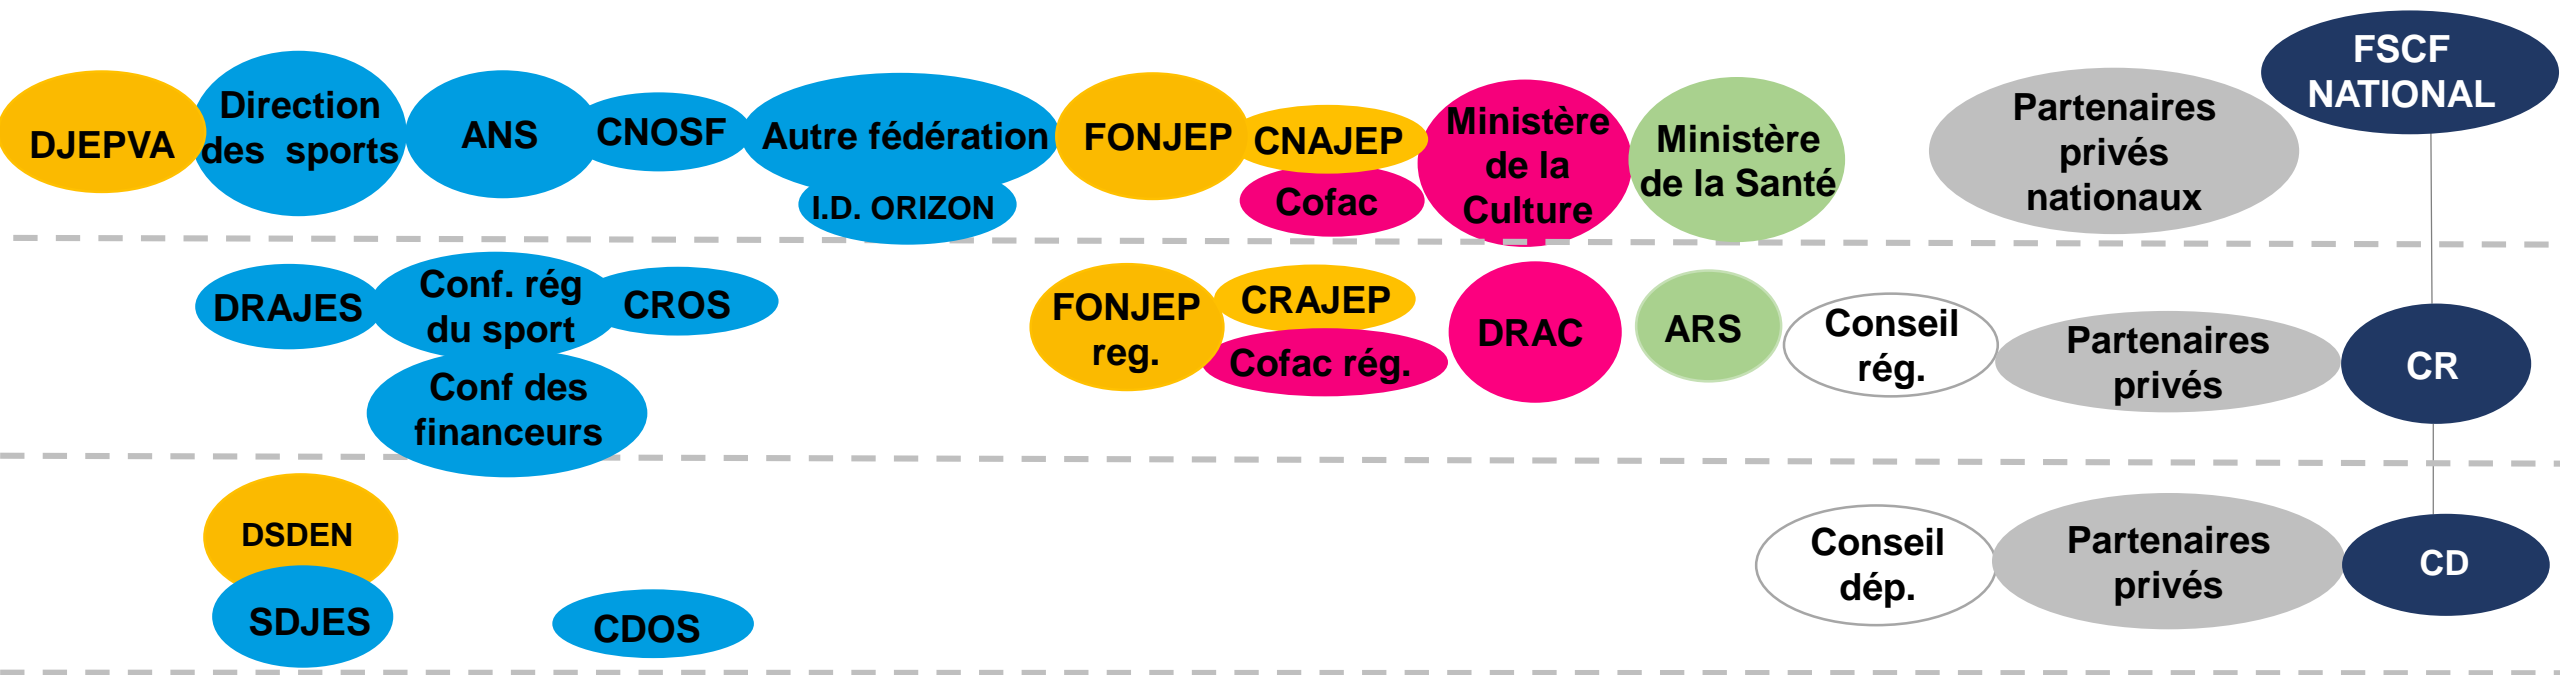 DJEPVA
Direction
des sports
ANS
CNOSF
Autre fédération
I.D. ORIZON
FONJEP
CNAJEP
Cofac
Ministère
de la
Culture
Ministère
de la Santé
Partenaires
privés
nationaux
FSCF
NATIONAL
DRAJES
Conf. rég
du sport
CROS
Conf des
financeurs
FONJEP
reg.
CRAJEP
Cofac rég.
DRAC
ARS
Conseil
rég.
Partenaires
privés
CR
DSDEN
SDJES
CDOS
Conseil
dép.
Partenaires
privés
CD